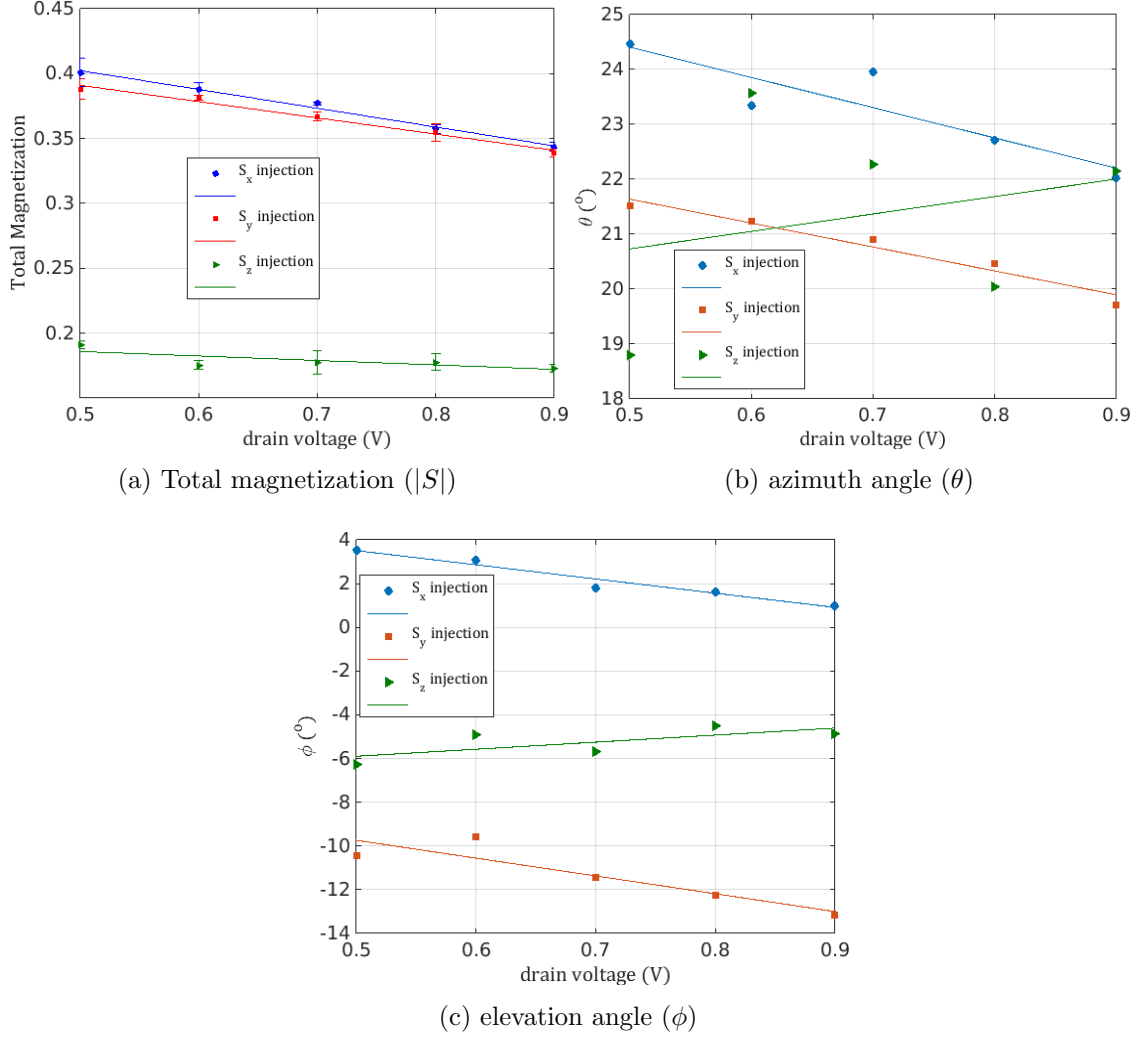 0.45
0.4
0.35
0.3
0.25
0.2
Total Magnetization
S_x injection
S_y injection
S_z injection
0.5 0.6 0.7 0.8 0.9
drain voltage (V)
(a) Total magnetization (|S|)
25
24
23
22
21
20
19
18
θ (°)
S_x injection
S_y injection
S_z injection
0.5 0.6 0.7 0.8 0.9
drain voltage (V)
(b) azimuth angle (θ)
4
2
0
-2
-4
-6
-8
-10
-12
-14
ϕ (°)
S_x injection
S_y injection
S_z injection
0.5 0.6 0.7 0.8 0.9
drain voltage (V)
(c) elevation angle (ϕ)